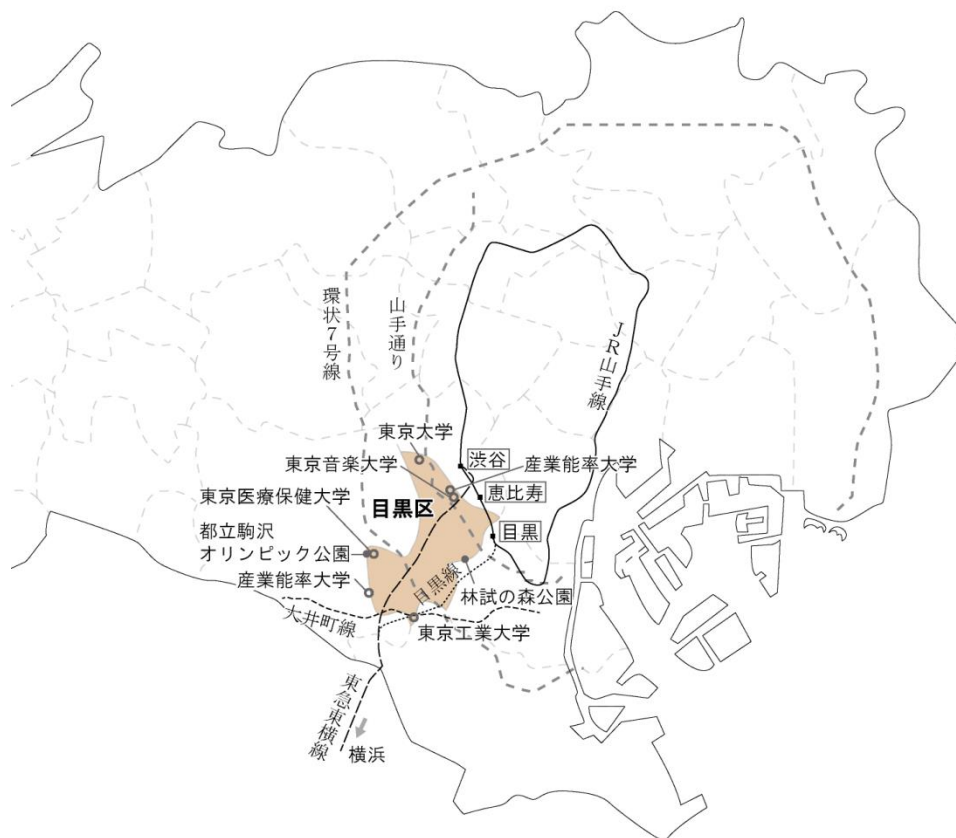 環状7号線
山手通り
JR山手線
東京大学
渋谷
東京音楽大学
産業能率大学
東京医療保健大学
恵比寿
目黒区
都立駒沢
オリンピック公園
目黒
産業能率大学
目黒線
林試の森公園
大井町線
東京工業大学
東急東横線
横浜